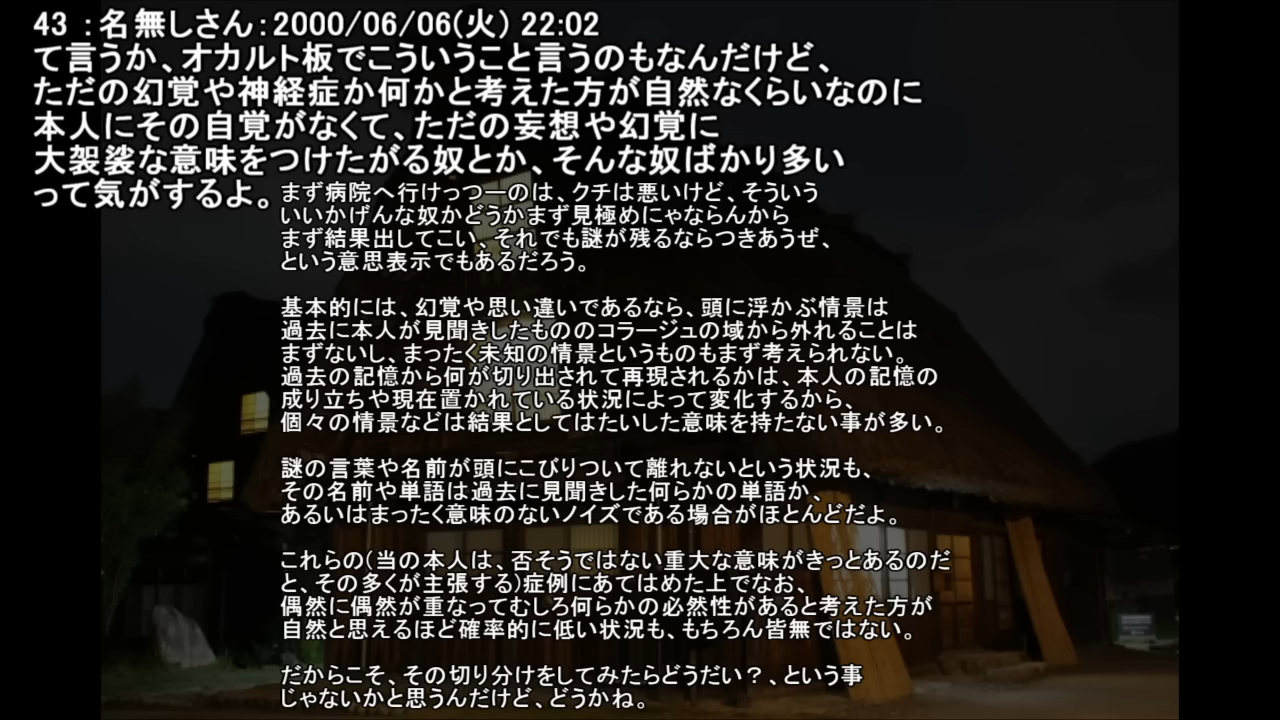 43 ：名無しさん：2000/06/06(火) 22:02
て言うか、オカルト板でこういうこと言うのもなんだけど、
ただの幻覚や神経症か何かと考えた方が自然なくらいなのに
本人にその自覚がなくて、ただの妄想や幻覚に
大袈裟な意味をつけたがる奴とか、そんな奴ばかり多い
って気がするよ。
まず病院へ行けっつーのは、クチは悪いけど、そういう
いいかげんな奴かどうかまず見極めにゃならんから
まず結果出してこい、それでも謎が残るならつきあうぜ、
という意思表示でもあるだろう。
基本的には、幻覚や思い違いであるなら、頭に浮かぶ情景は
過去に本人が見聞きしたもののコラージュの域から外れることは
まずないし、まったく未知の情景というものもまず考えられない。
過去の記憶から何が切り出されて再現されるかは、本人の記憶の
成り立ちや現在置かれている状況によって変化するから、
個々の情景などは結果としてはたいした意味を持たない事が多い。
謎の言葉や名前が頭にこびりついて離れないという状況も、
その名前や単語は過去に見聞きした何らかの単語か、
あるいはまったく意味のないノイズである場合がほとんどだよ。
これらの(当の本人は、否そうではない重大な意味がきっとあるのだ
と、その多くが主張する)症例にあてはめた上でなお、
偶然に偶然が重なってむしろ何らかの必然性があると考えた方が
自然と思えるほど確率的に低い状況も、もちろん皆無ではない。
だからこそ、その切り分けをしてみたらどうだい？、という事
じゃないかと思うんだけど、どうかね。